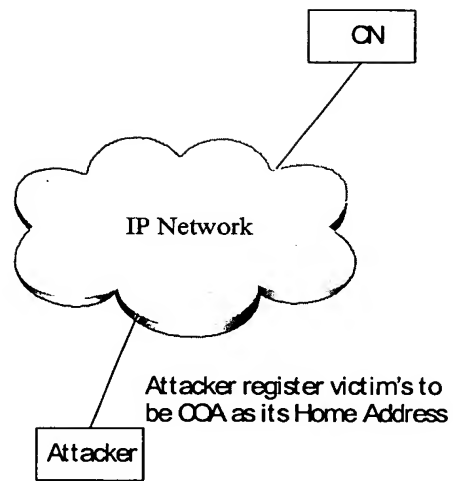 CN
IP Network
Attacker register victim's to
be COA as its Home Address
Attacker